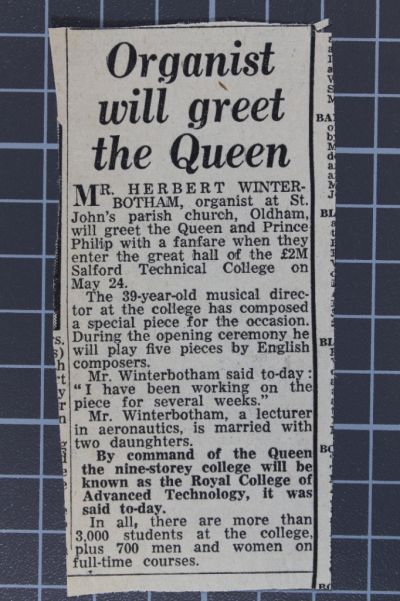 Organist
will greet
the Queen
MR. HERBERT WINTER-
BOTHAM, organist at St.
John's parish church, Oldham,
will greet the Queen and Prince
Philip with a fanfare when they
enter the great hall of the £2M
Salford Technical College on
May 24.
The 39-year-old musical direc-
tor at the college has composed
a special piece for the occasion.
During the opening ceremony he
will play five pieces by English
composers.
Mr. Winterbotham said to-day:
"I have been working on the
piece for several weeks."
Mr. Winterbotham, a lecturer
in aeronautics, is married with
two daunghters.
By command of the Queen
the nine-storey college will be
known as the Royal College of
Advanced Technology, it was
said to-day.
In all, there are more than
3,000 students at the college,
plus 700 men and women on
full-time courses.